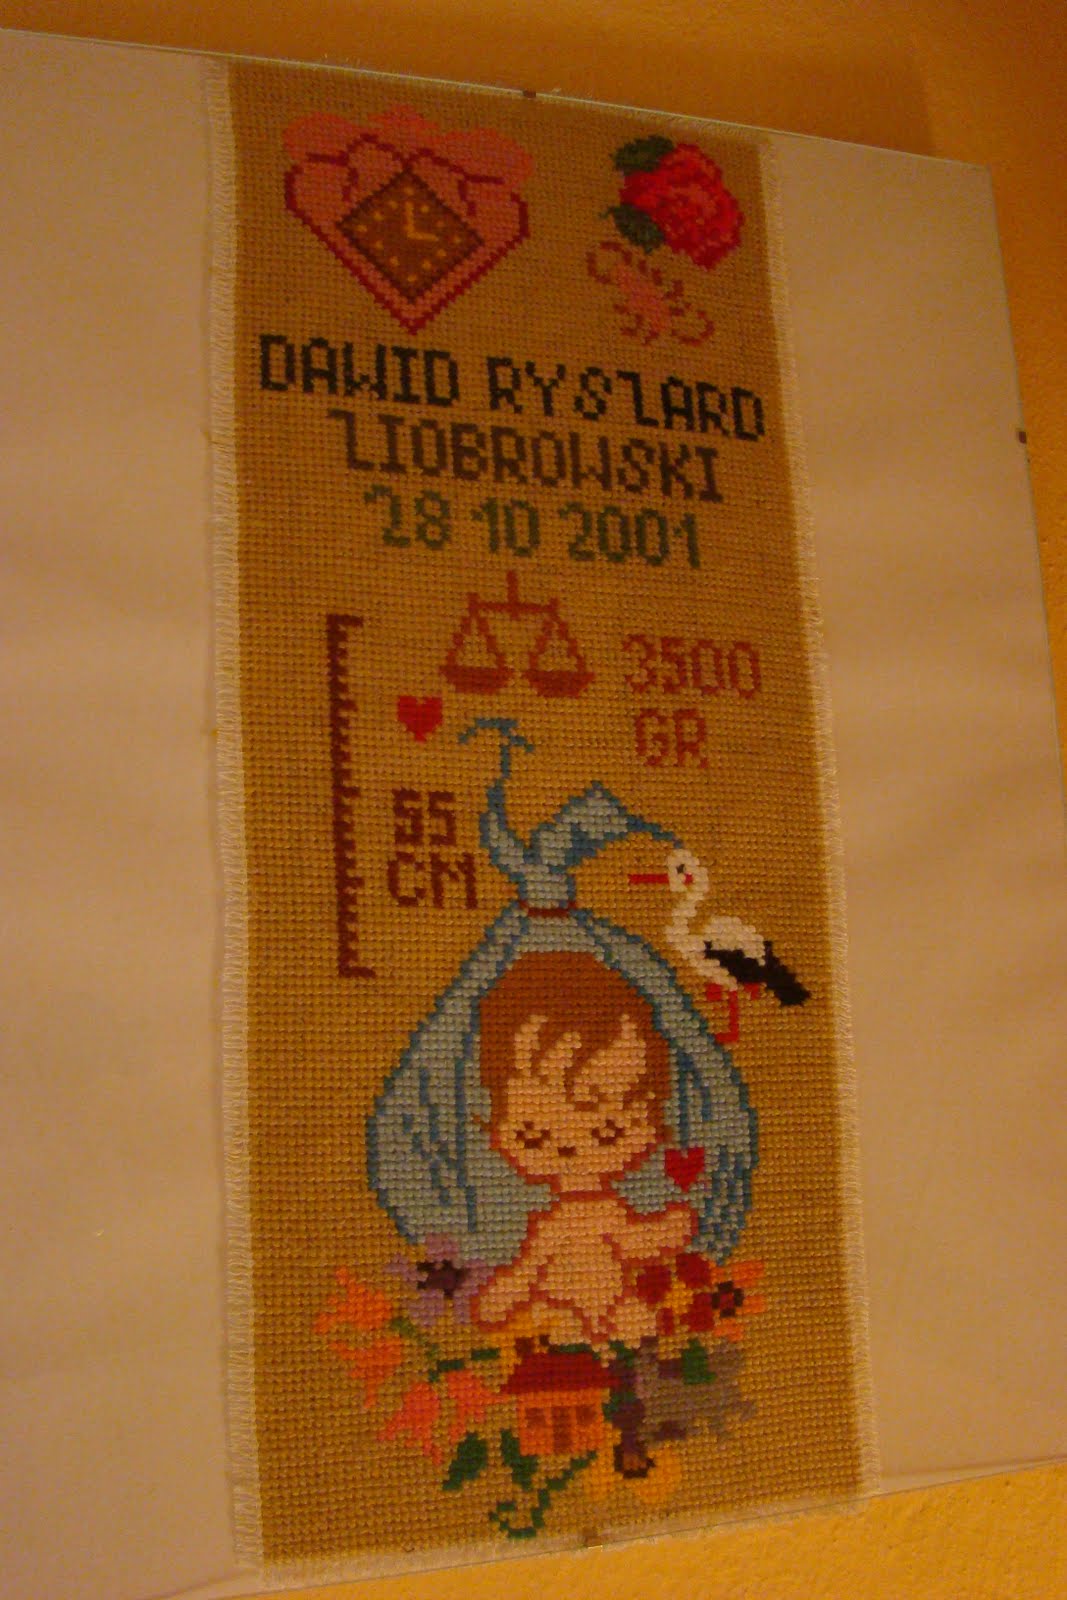 DAWID RYSZARD
ZIOBROWSKI
28 10 2001
3500
GR
55
CM